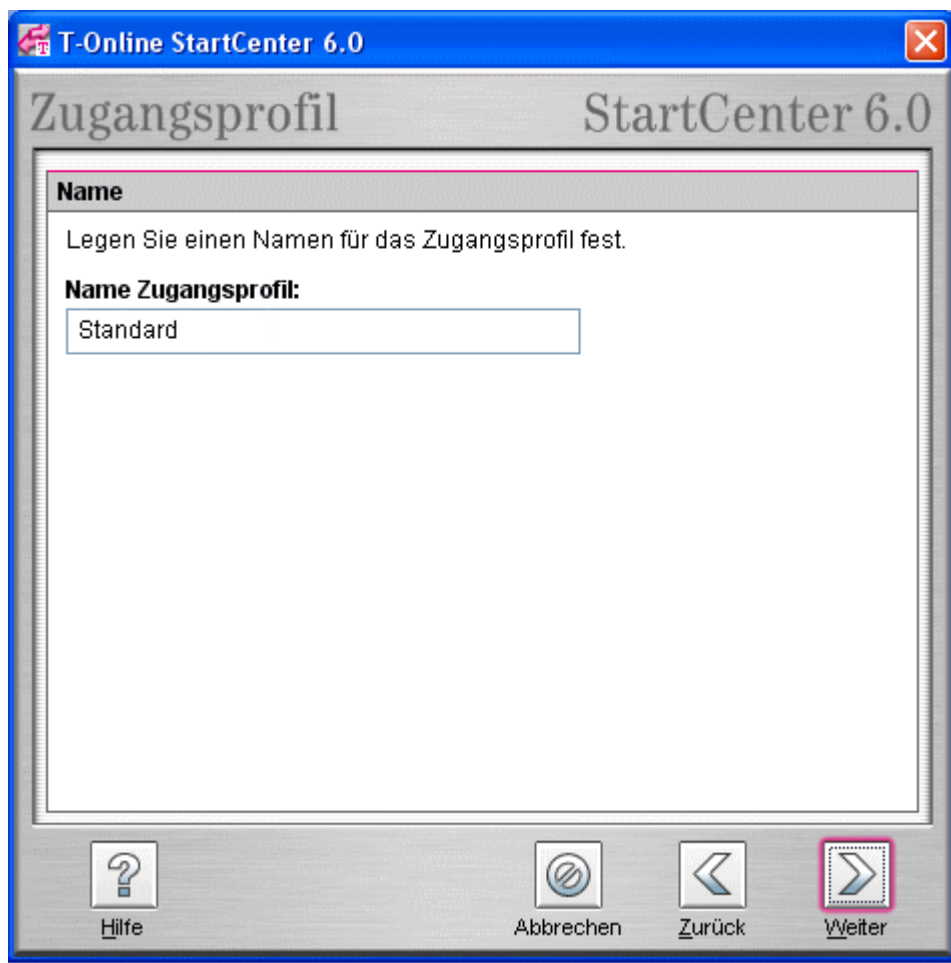 T-Online StartCenter 6.0
Zugangsprofil StartCenter 6.0
Name
Legen Sie einen Namen für das Zugangsprofil fest.
Name Zugangsprofil:
Standard
Hilfe Abbrechen Zurück Weiter